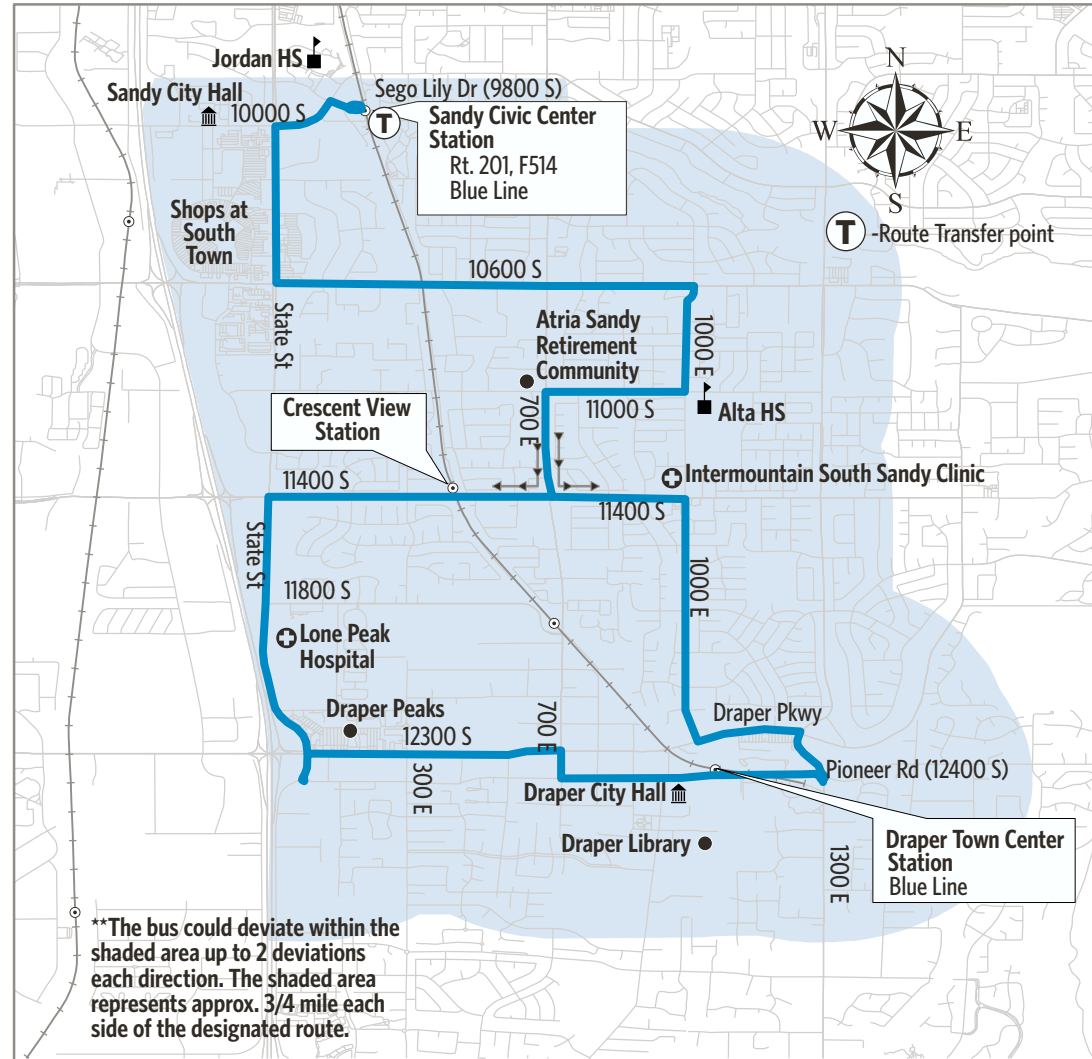 Jordan HS
Sandy City Hall
10000 S
Sego Lily Dr (9800 S)
T
Sandy Civic Center
Station
Rt. 201, F514
Blue Line
N
W
E
S
T
-Route Transfer point
Shops at
South
Town
10600 S
State St
1000 E
Atria Sandy
Retirement
Community
11000 S
Alta HS
700 E
Crescent View
Station
Intermountain South Sandy Clinic
11400 S
11400 S
State St
1000 E
11800 S
Lone Peak
Hospital
Draper Peaks
12300 S
700 E
Draper Pkwy
300 E
Pioneer Rd (12400 S)
Draper City Hall
Draper Library
1300 E
Draper Town Center
Station
Blue Line
**The bus could deviate within the
shaded area up to 2 deviations
each direction. The shaded area
represents approx. 3/4 mile each
side of the designated route.